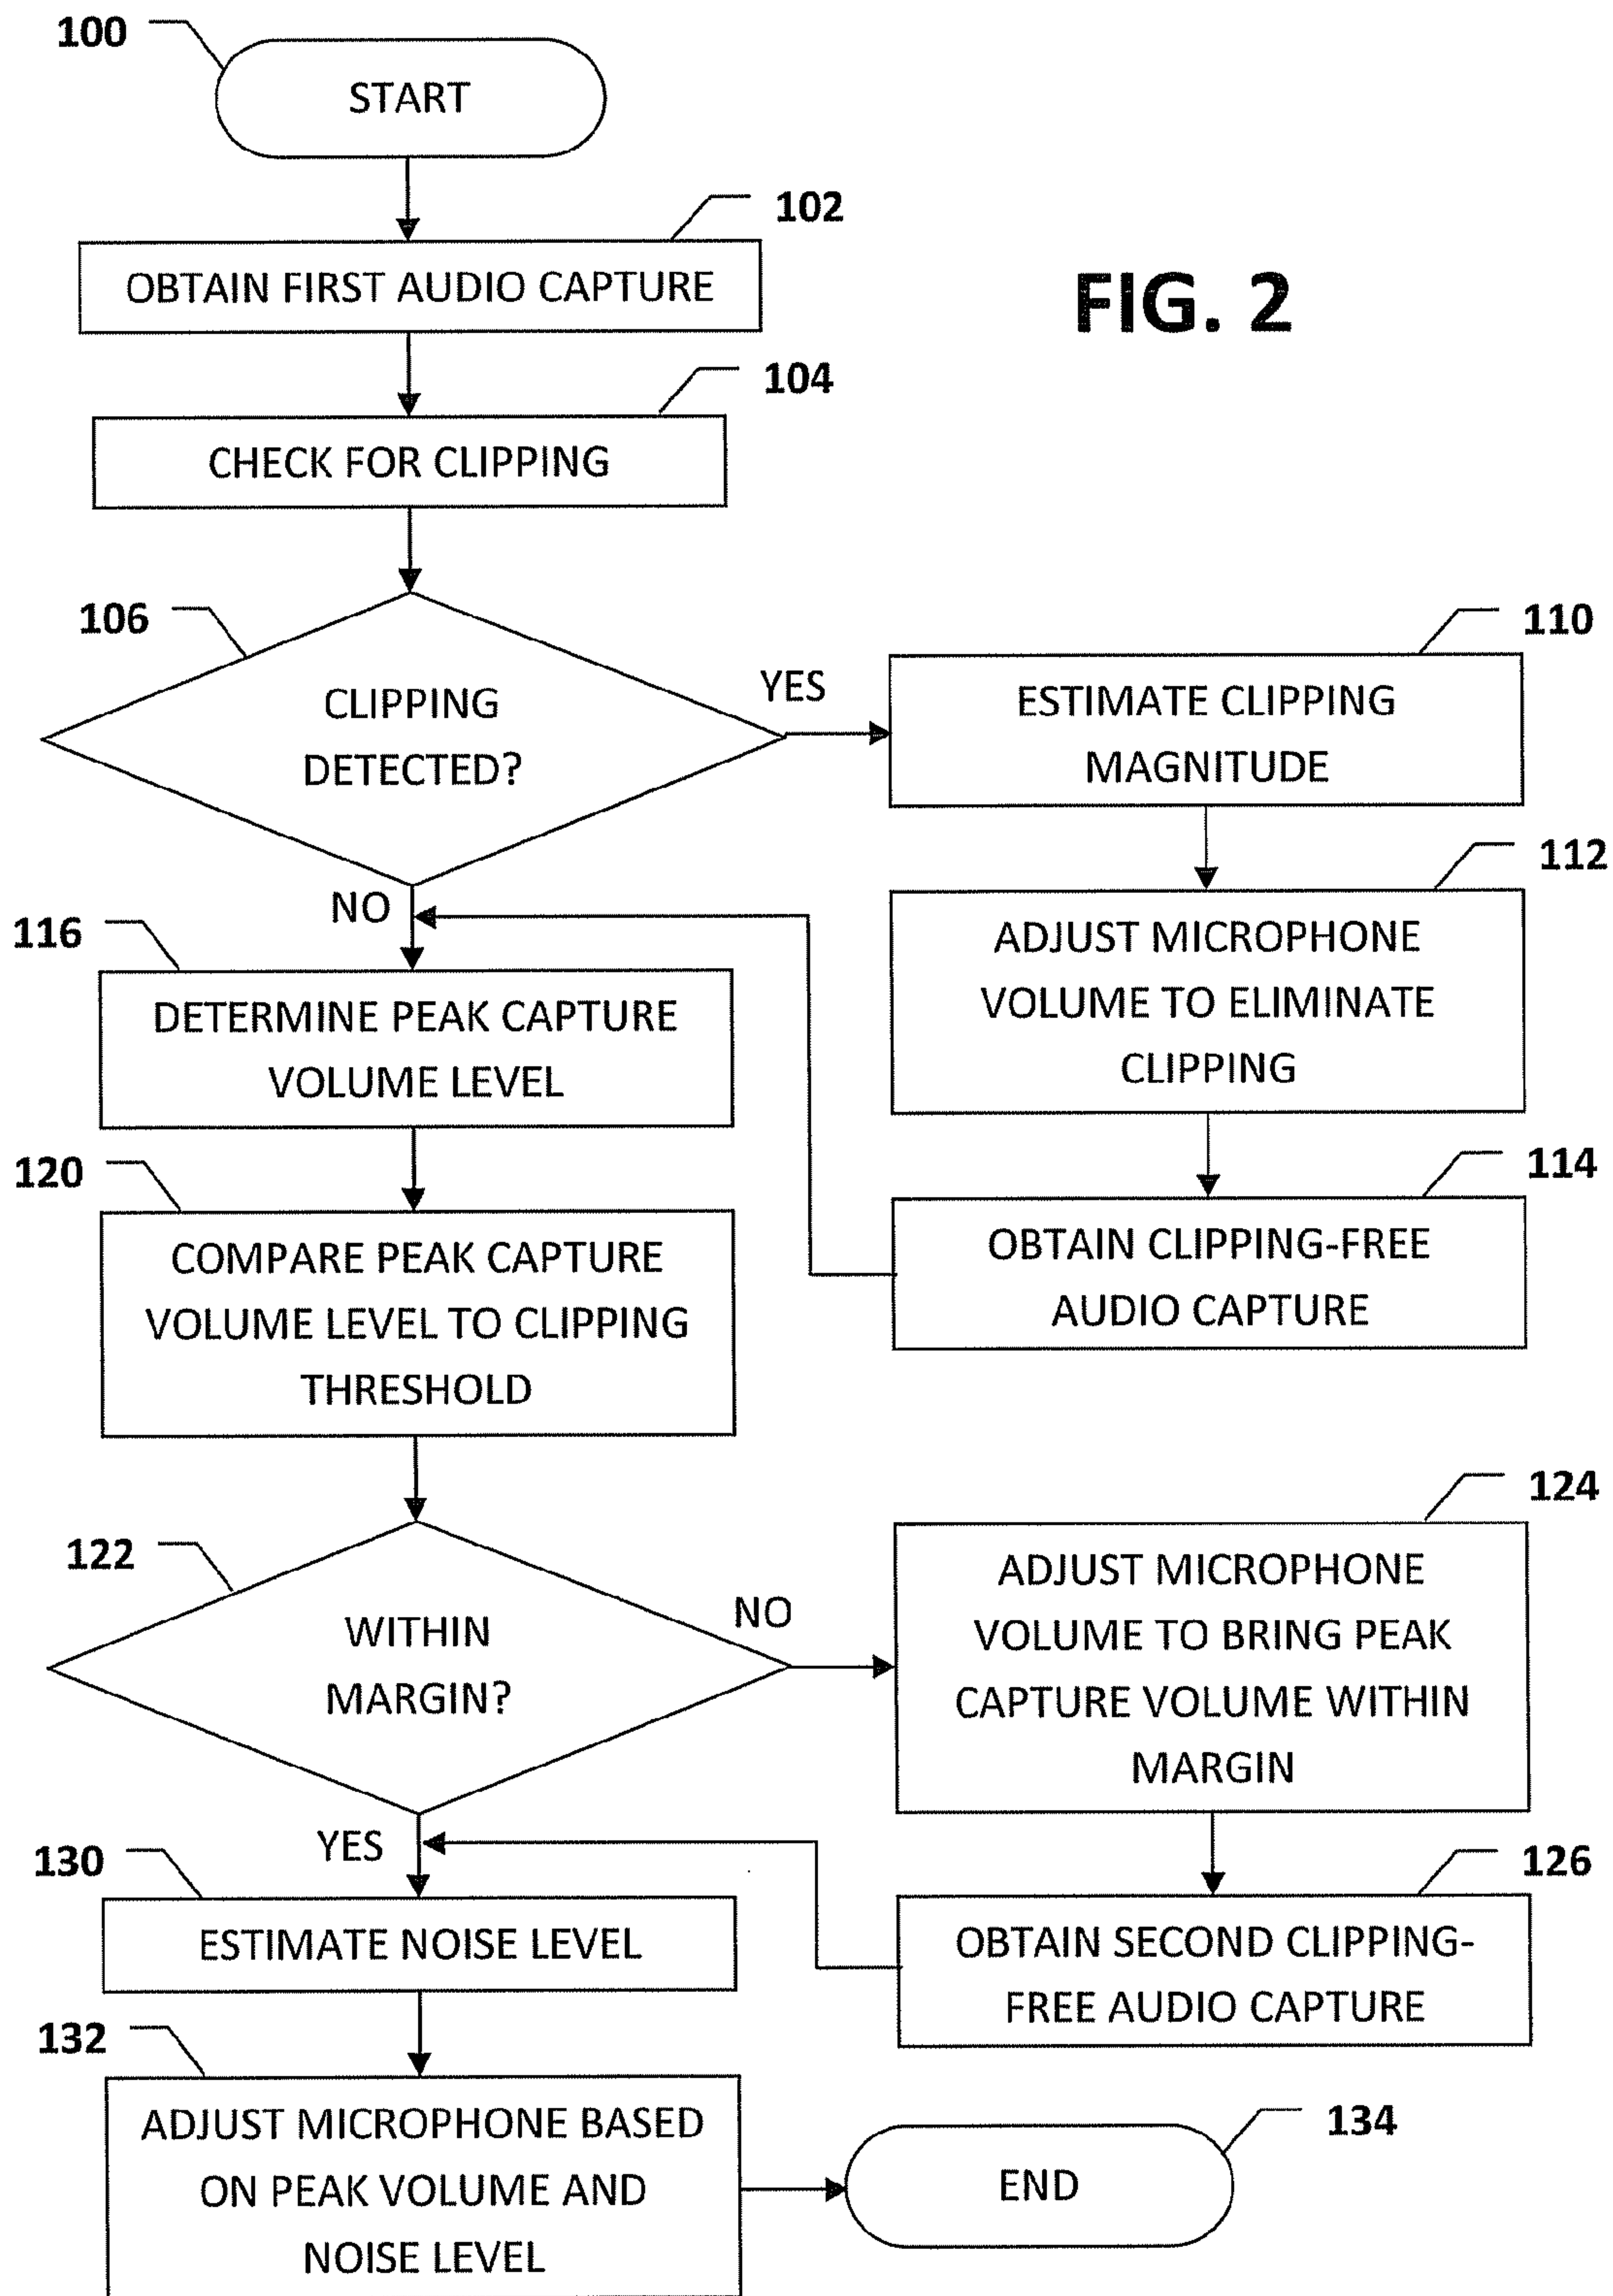 100
START
102
OBTAIN FIRST AUDIO CAPTURE
FIG. 2
104
CHECK FOR CLIPPING
106
CLIPPING
DETECTED?
YES
110
ESTIMATE CLIPPING
MAGNITUDE
112
ADJUST MICROPHONE
VOLUME TO ELIMINATE
CLIPPING
114
OBTAIN CLIPPING-FREE
AUDIO CAPTURE
NO
116
DETERMINE PEAK CAPTURE
VOLUME LEVEL
120
COMPARE PEAK CAPTURE
VOLUME LEVEL TO CLIPPING
THRESHOLD
122
WITHIN
MARGIN?
NO
124
ADJUST MICROPHONE
VOLUME TO BRING PEAK
CAPTURE VOLUME WITHIN
MARGIN
126
OBTAIN SECOND CLIPPING-
FREE AUDIO CAPTURE
YES
130
ESTIMATE NOISE LEVEL
132
ADJUST MICROPHONE BASED
ON PEAK VOLUME AND
NOISE LEVEL
134
END